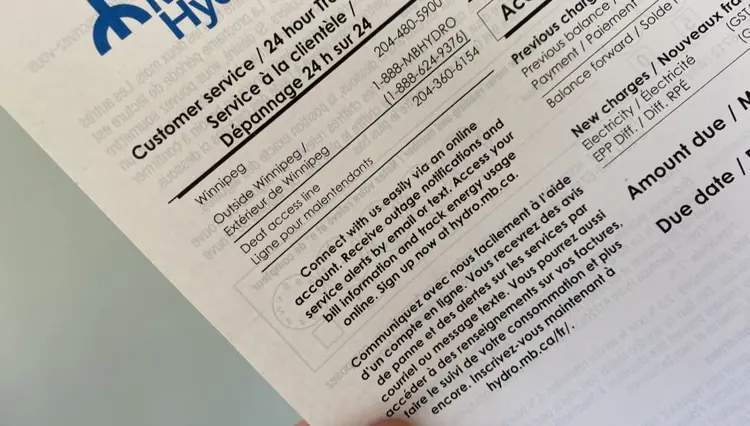 Hydro
Customer service / 24 hour
Service à la clientèle /
Dépannage 24 h sur 24
Winnipeg 204-480-5900
Outside Winnipeg / 1-888-MBHYDRO
Extérieur de Winnipeg (1-888-624-9376)
Deaf access line 204-360-6154
Ligne pour malentendants
Connect with us easily via an online
account. Receive outage notifications and
service alerts by email or text. Access your
bill information and track energy usage
online. Sign up now at hydro.mb.ca.
Communiquez avec nous facilement à l'aide
d'un compte en ligne. Vous recevrez des avis
de panne et des alertes sur les services par
courriel ou message texte. Vous pourrez aussi
accéder à des renseignements sur vos factures,
faire le suivi de votre consommation et plus
encore. Inscrivez-vous maintenant à
hydro.mb.ca/fr/.
Previous
Previous balance /
Payment / Paiement
Balance forward / Solde
New charges / Nouveaux
Electricity / Électricité
EPP Diff. / Diff. RPÉ
(GST
Amount due /
Due date /